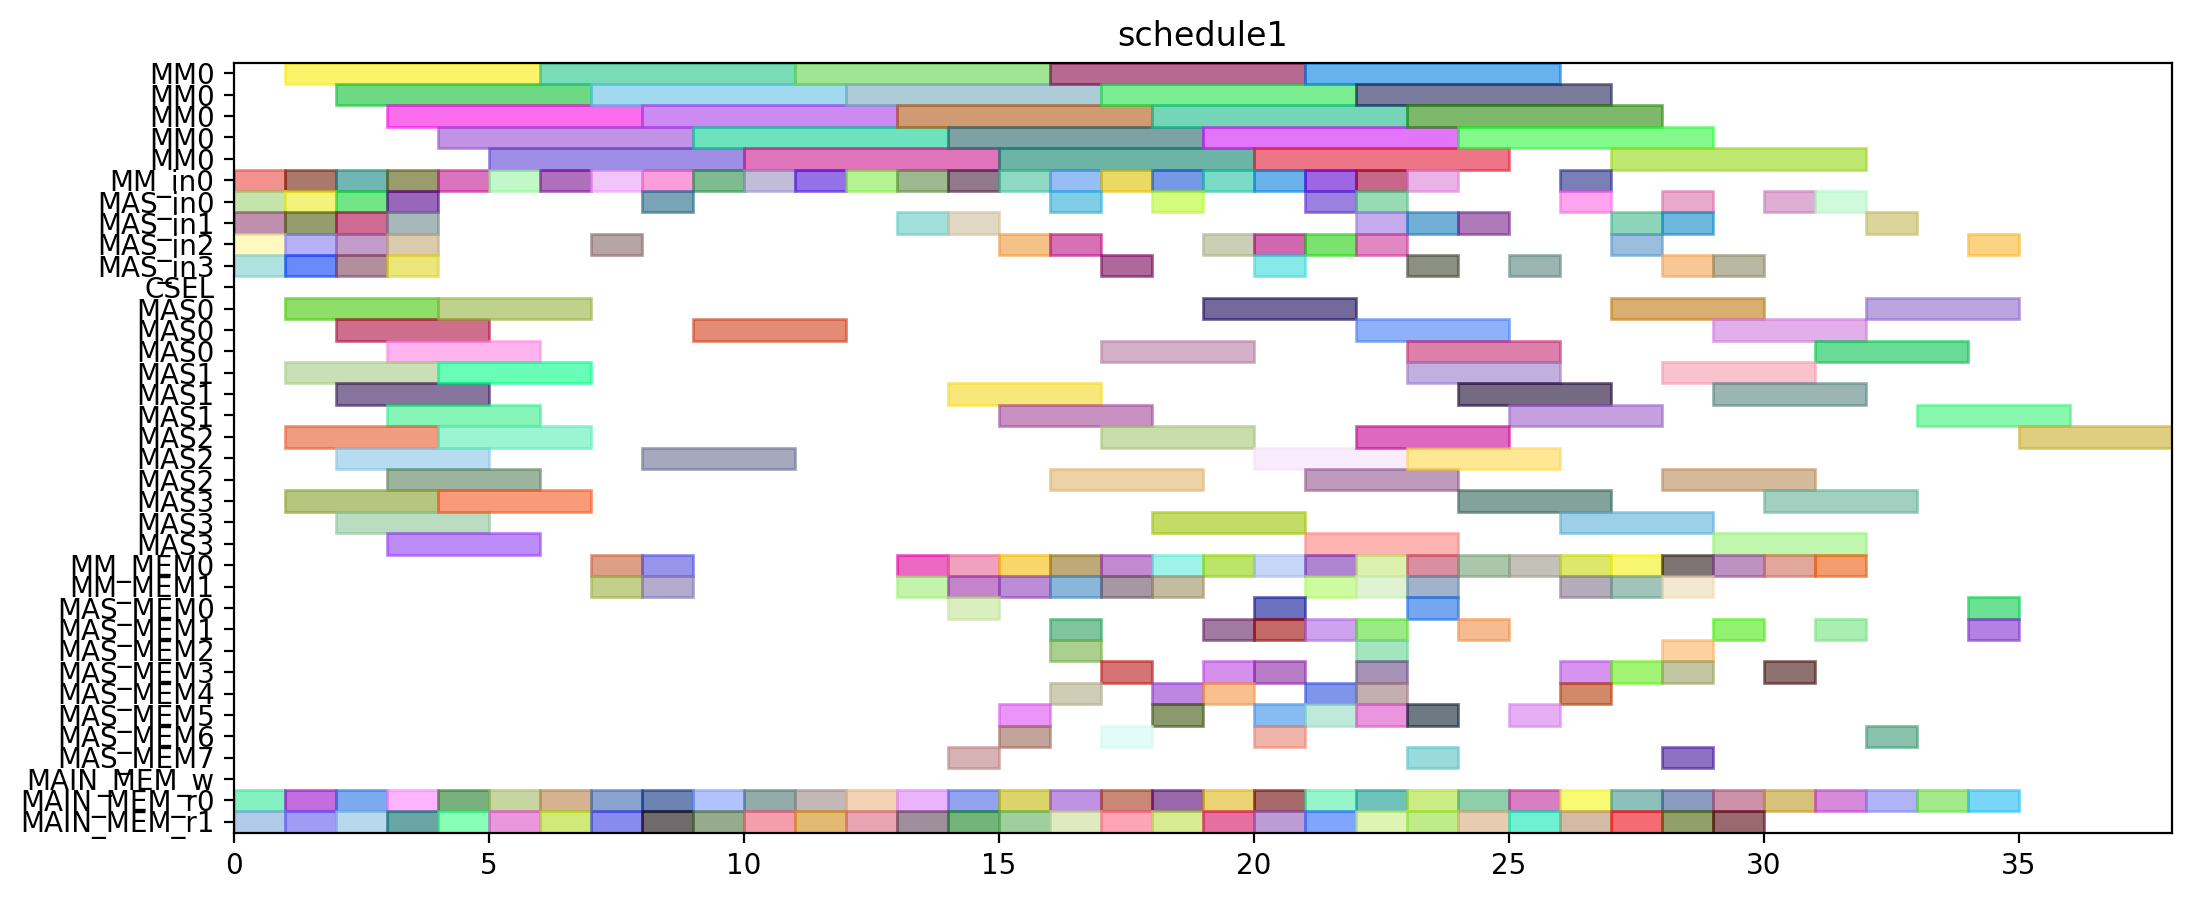 schedule1
MM0
MM0
MM0
MM0
MM0
MM_in0
MAS_in0
MAS_in1
MAS_in2
MAS_in3
CSEL
MAS0
MAS0
MAS0
MAS1
MAS1
MAS1
MAS2
MAS2
MAS2
MAS3
MAS3
MAS3
MM_MEM0
MM_MEM1
MAS_MEM0
MAS_MEM1
MAS_MEM2
MAS_MEM3
MAS_MEM4
MAS_MEM5
MAS_MEM6
MAS_MEM7
MAIN_MEM_w
MAIN_MEM_r0
MAIN_MEM_r1
0 5 10 15 20 25 30 35